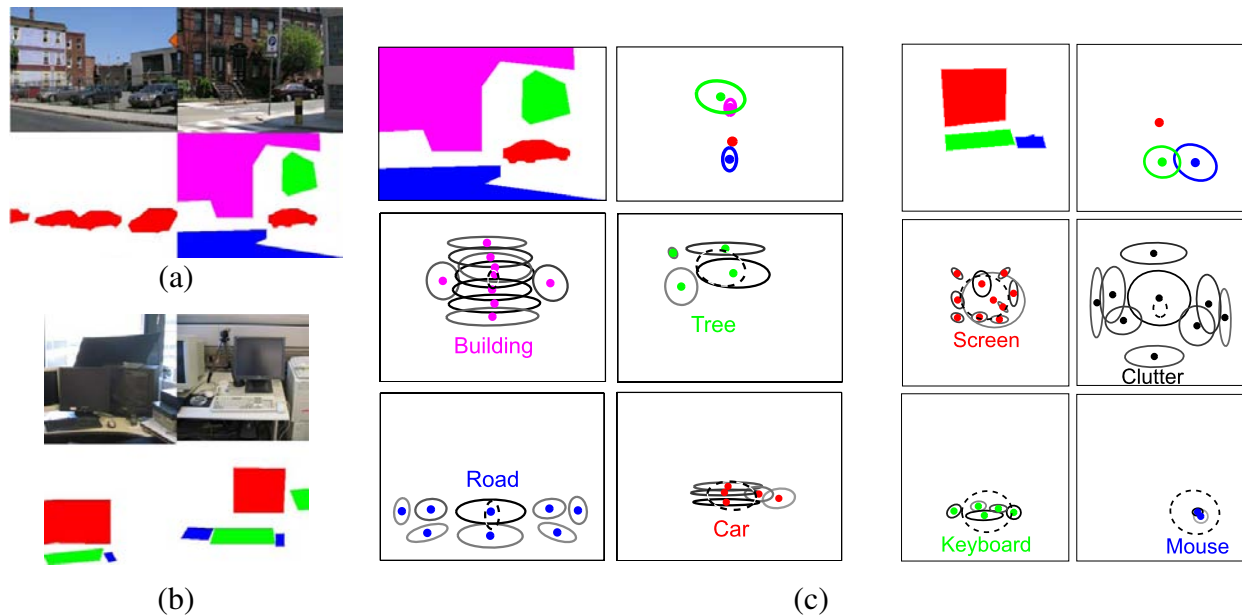 (a)
Building
Tree
Screen
Clutter
Road
Car
Keyboard
Mouse
(b)
(c)